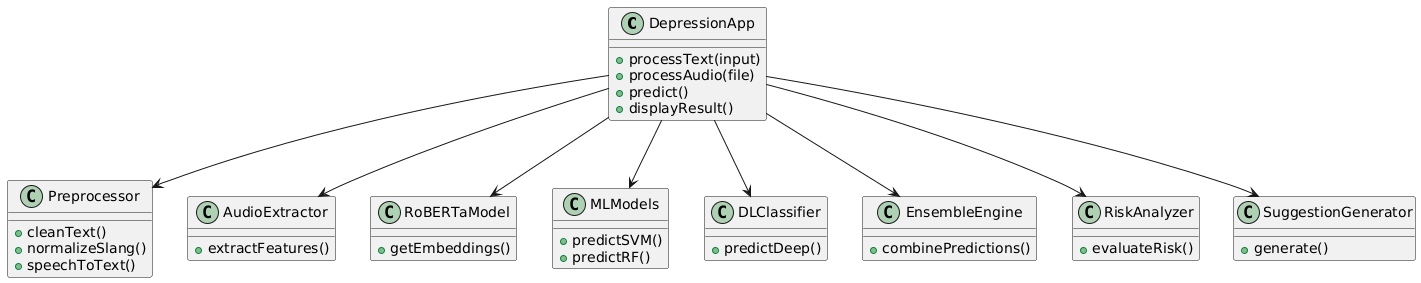 C DepressionApp
processText(input)
processAudio(file)
predict()
displayResult()
C Preprocessor
cleanText()
normalizeSlang()
speechToText()
C AudioExtractor
extractFeatures()
C RoBERTaModel
getEmbeddings()
C MLModels
predictSVM()
predictRF()
C DLClassifier
predictDeep()
C EnsembleEngine
combinePredictions()
C RiskAnalyzer
evaluateRisk()
C SuggestionGenerator
generate()